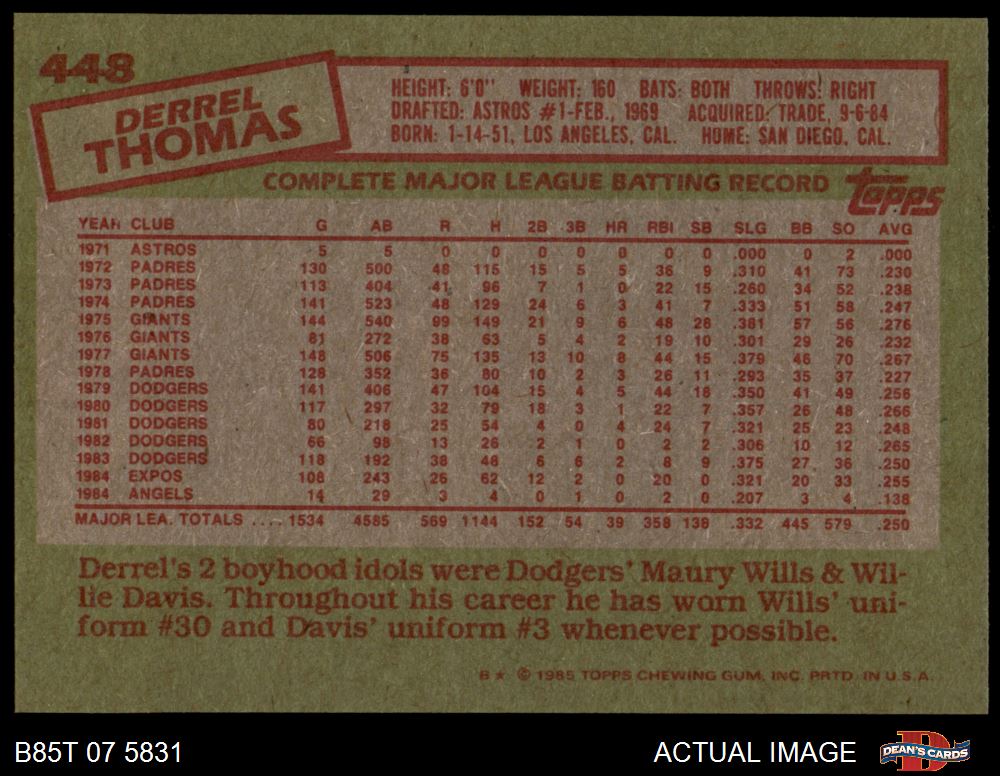 448
DERREL
THOMAS
HEIGHT: 6'0" WEIGHT: 160 BATS: BOTH THROWS: RIGHT
DRAFTED: ASTROS #1-FEB., 1969 ACQUIRED: TRADE, 9-6-84
BORN: 1-14-51, LOS ANGELES, CAL. HOME: SAN DIEGO, CAL.
COMPLETE MAJOR LEAGUE BATTING RECORD topps
YEAR CLUB G AB R H 2B 3B HR RBI SB SLG BB SO AVG
1971 ASTROS 5 5 0 0 0 0 0 0 0 .000 0 2 .000
1972 PADRES 130 500 48 115 15 5 5 36 9 .310 41 73 .230
1973 PADRES 113 404 41 96 7 1 0 22 15 .260 34 52 .238
1974 PADRES 141 523 48 129 24 6 3 41 7 .333 51 58 .247
1975 GIANTS 144 540 99 149 21 9 6 48 28 .381 57 56 .276
1976 GIANTS 81 272 38 63 5 4 2 19 10 .301 29 26 .232
1977 GIANTS 148 506 75 135 13 10 8 44 15 .379 46 70 .267
1978 PADRES 128 352 36 80 10 2 3 26 11 .293 35 37 .227
1979 DODGERS 141 406 47 104 15 4 5 44 18 .350 41 49 .256
1980 DODGERS 117 297 32 79 18 3 1 22 7 .357 26 48 .266
1981 DODGERS 80 218 25 54 4 0 4 24 7 .321 25 23 .248
1982 DODGERS 66 98 13 26 2 1 0 2 2 .306 10 12 .265
1983 DODGERS 118 192 38 48 6 6 2 8 9 .375 27 36 .250
1984 EXPOS 108 243 26 62 12 2 0 20 0 .321 20 33 .255
1984 ANGELS 14 29 3 4 0 1 0 2 0 .207 3 4 .138
MAJOR LEA. TOTALS .... 1534 4585 569 1144 152 54 39 358 138 .332 445 579 .250
Derrel's 2 boyhood idols were Dodgers' Maury Wills & Wil-
lie Davis. Throughout his career he has worn Wills' uni-
form #30 and Davis' uniform #3 whenever possible.
B★ © 1985 TOPPS CHEWING GUM, INC. PRTD. IN U.S.A.
B85T 07 5831 ACTUAL IMAGE DEAN'S CARDS